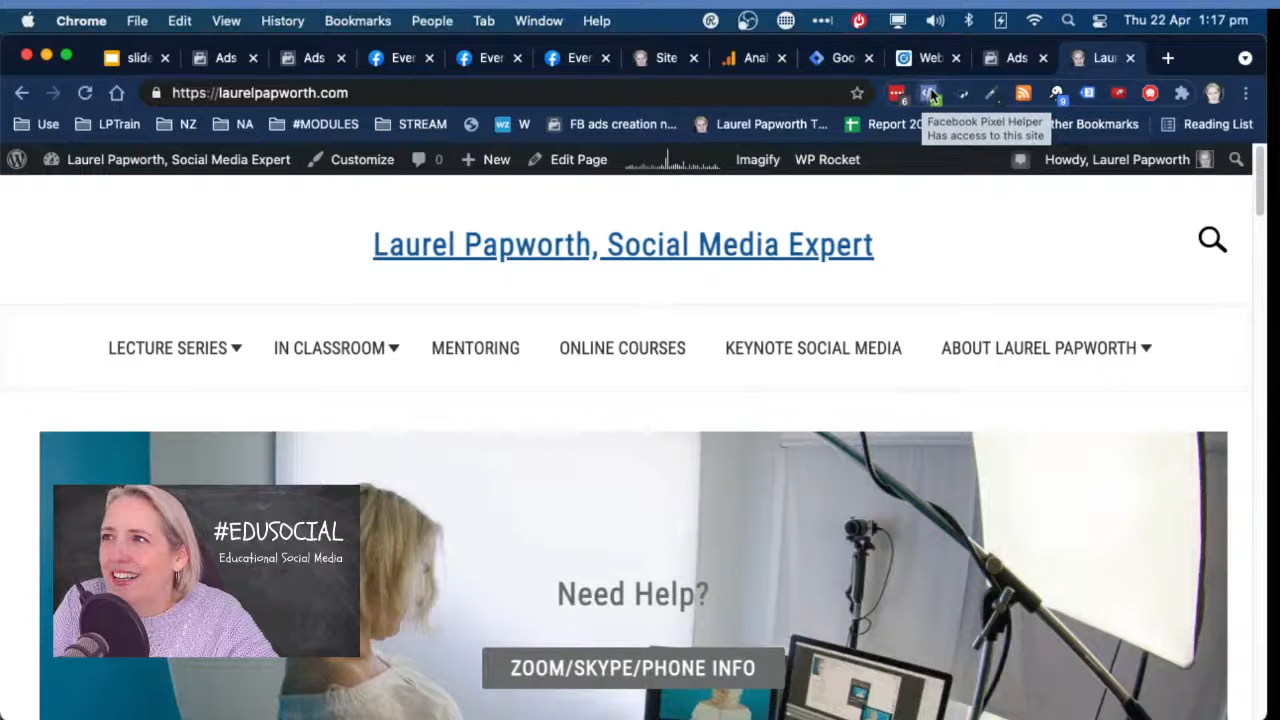 Chrome File Edit View History Bookmarks People Tab Window Help Thu 22 Apr 1:17 pm
slide Ads Ads Ever Ever Ever Site Anal Goo Web Ads Lau
https://laurelpapworth.com
6 9
Facebook Pixel Helper
Has access to this site
Use LPTrain NZ NA #MODULES STREAM W FB ads creation n... Laurel Papworth T... Report 20 ther Bookmarks Reading List
Laurel Papworth, Social Media Expert Customize 0 New Edit Page Imagify WP Rocket Howdy, Laurel Papworth
Laurel Papworth, Social Media Expert
LECTURE SERIES IN CLASSROOM MENTORING ONLINE COURSES KEYNOTE SOCIAL MEDIA ABOUT LAUREL PAPWORTH
#EDUSOCIAL
Educational Social Media
Need Help?
ZOOM/SKYPE/PHONE INFO